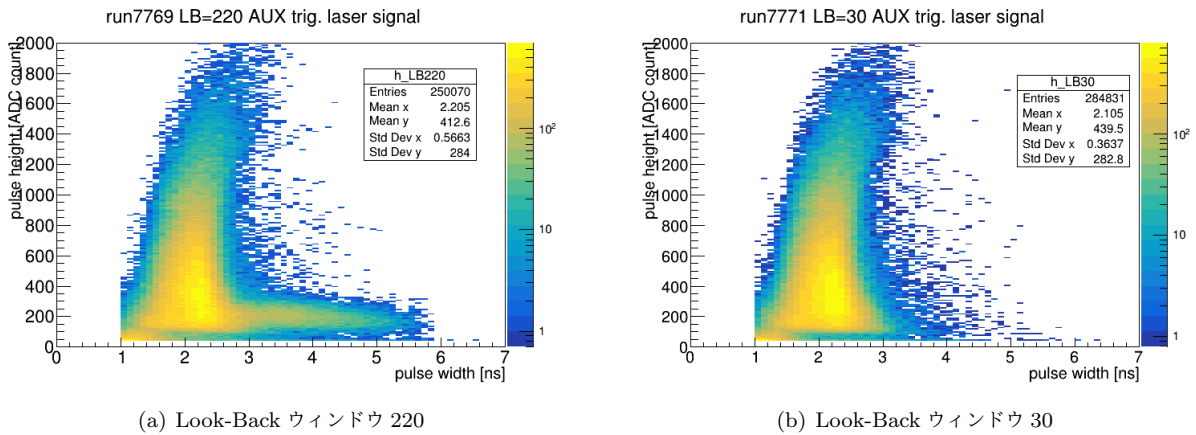 run7769 LB=220 AUX trig. laser signal
pulse height [ADC count]
2000
1800
1600
1400
1200
1000
800
600
400
200
0
0 1 2 3 4 5 6 7
pulse width [ns]
h_LB220
Entries 250070
Mean x 2.205
Mean y 412.6
Std Dev x 0.5663
Std Dev y 284
10²
10
1
(a) Look-Back ウィンドウ 220
run7771 LB=30 AUX trig. laser signal
pulse height [ADC count]
2000
1800
1600
1400
1200
1000
800
600
400
200
0
0 1 2 3 4 5 6 7
pulse width [ns]
h_LB30
Entries 284831
Mean x 2.105
Mean y 439.5
Std Dev x 0.3637
Std Dev y 282.8
10²
10
1
(b) Look-Back ウィンドウ 30